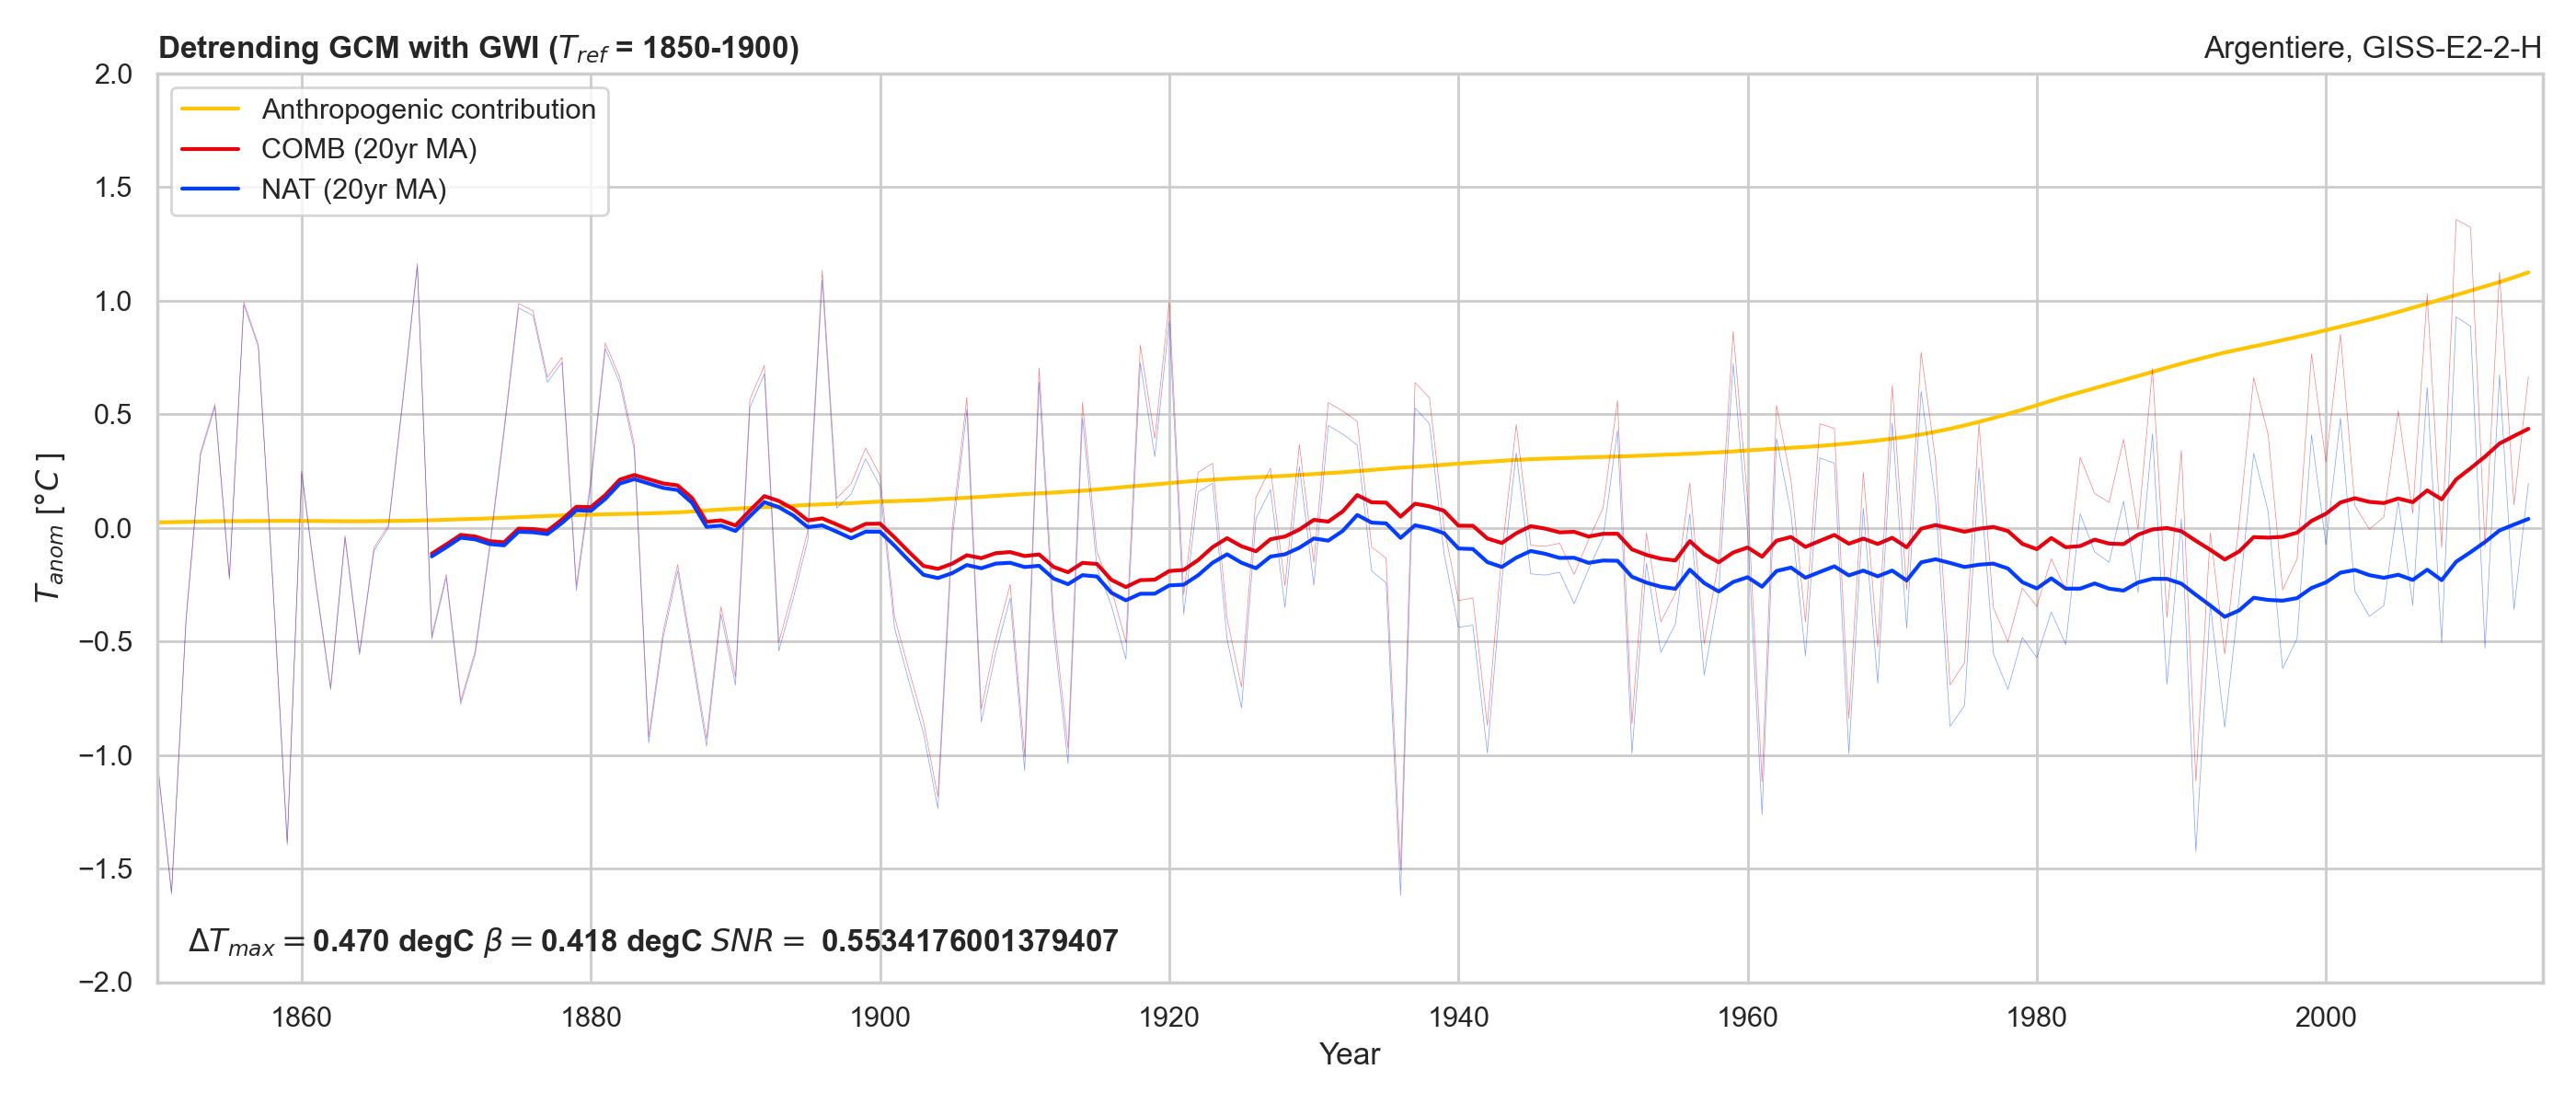 Detrending GCM with GWI (T_ref = 1850-1900)
Argentiere, GISS-E2-2-H
2.0
1.5
1.0
0.5
0.0
−0.5
−1.0
−1.5
−2.0
T_anom [°C ]
Anthropogenic contribution
COMB (20yr MA)
NAT (20yr MA)
ΔT_max = 0.470 degC β = 0.418 degC SNR = 0.5534176001379407
1860 1880 1900 1920 1940 1960 1980 2000
Year